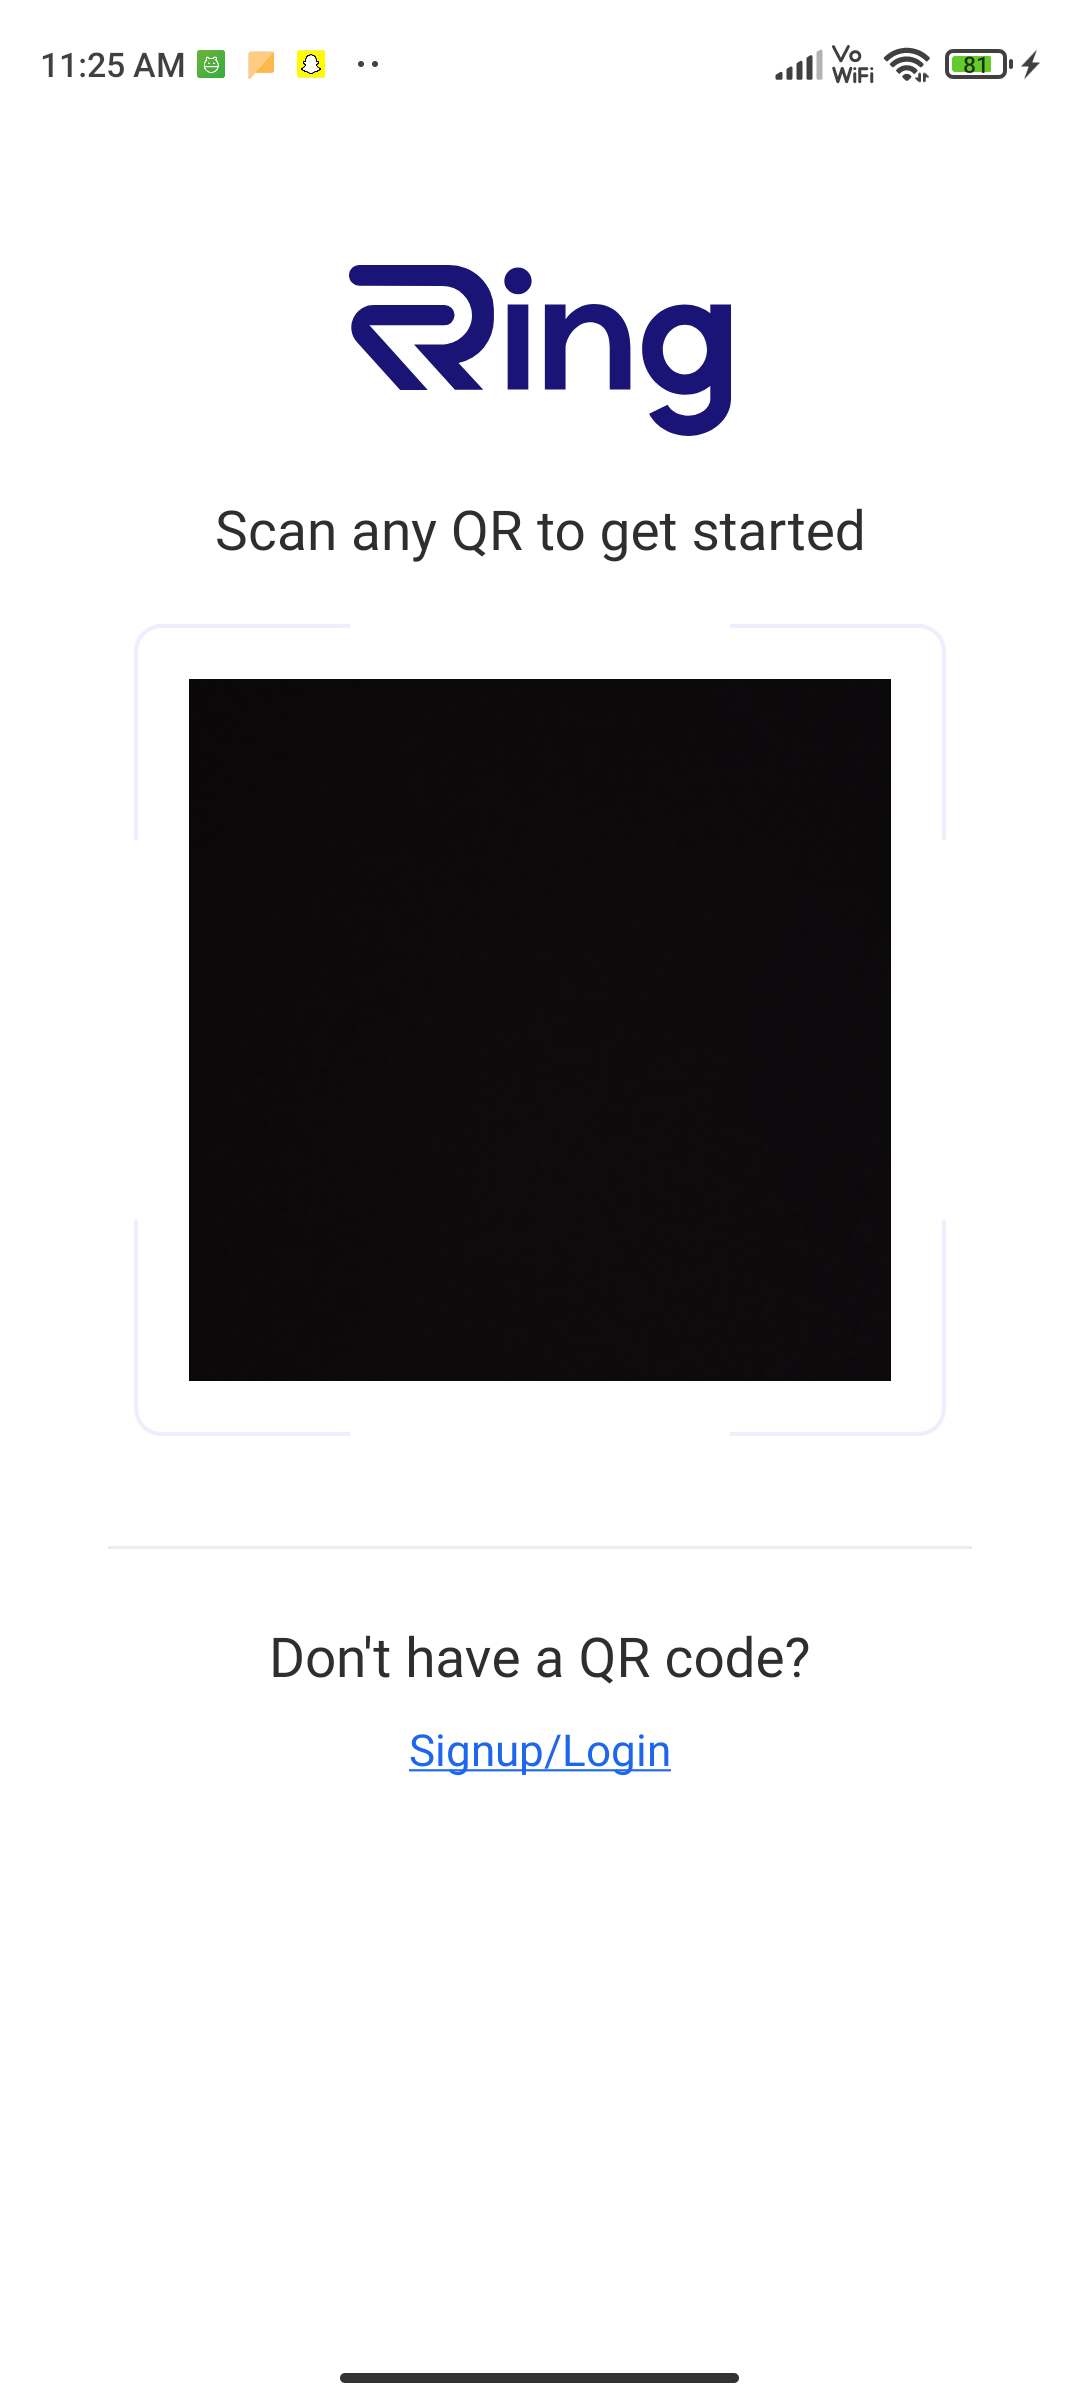 11:25 AM
Vo
WiFi
81
Ring
Scan any QR to get started
Don't have a QR code?
Signup/Login